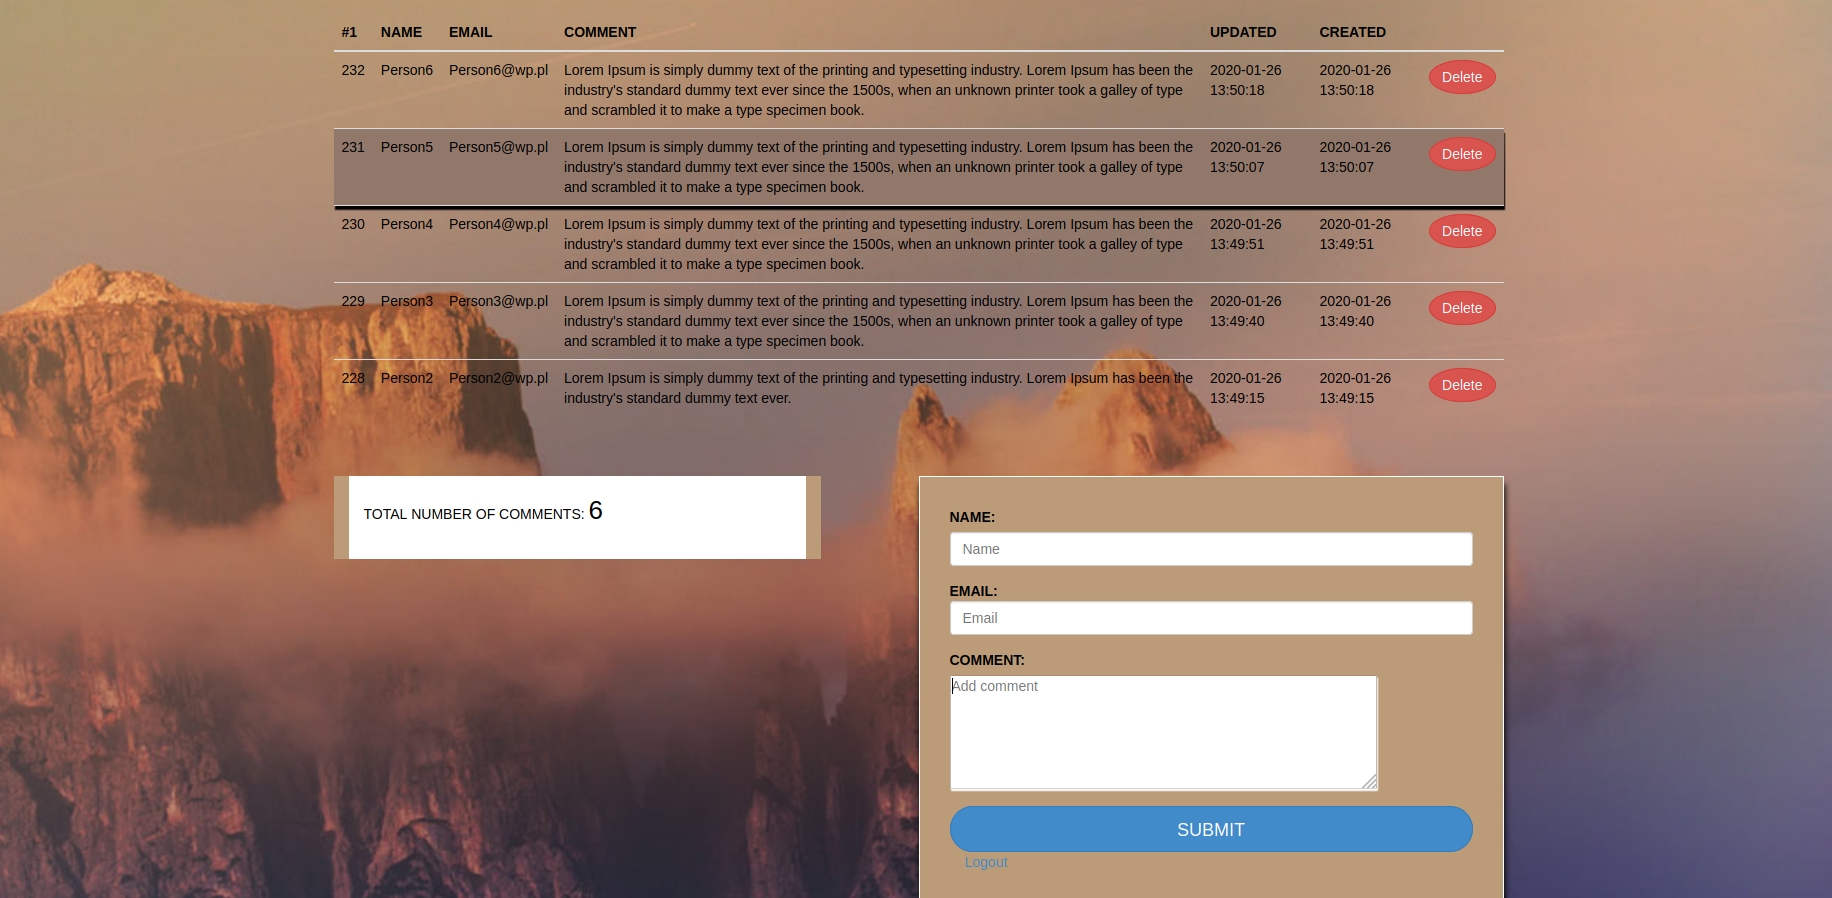 #1 NAME EMAIL COMMENT UPDATED CREATED
232 Person6 Person6@wp.pl Lorem Ipsum is simply dummy text of the printing and typesetting industry. Lorem Ipsum has been the 2020-01-26 2020-01-26 Delete
industry's standard dummy text ever since the 1500s, when an unknown printer took a galley of type 13:50:18 13:50:18
and scrambled it to make a type specimen book.
231 Person5 Person5@wp.pl Lorem Ipsum is simply dummy text of the printing and typesetting industry. Lorem Ipsum has been the 2020-01-26 2020-01-26 Delete
industry's standard dummy text ever since the 1500s, when an unknown printer took a galley of type 13:50:07 13:50:07
and scrambled it to make a type specimen book.
230 Person4 Person4@wp.pl Lorem Ipsum is simply dummy text of the printing and typesetting industry. Lorem Ipsum has been the 2020-01-26 2020-01-26 Delete
industry's standard dummy text ever since the 1500s, when an unknown printer took a galley of type 13:49:51 13:49:51
and scrambled it to make a type specimen book.
229 Person3 Person3@wp.pl Lorem Ipsum is simply dummy text of the printing and typesetting industry. Lorem Ipsum has been the 2020-01-26 2020-01-26 Delete
industry's standard dummy text ever since the 1500s, when an unknown printer took a galley of type 13:49:40 13:49:40
and scrambled it to make a type specimen book.
228 Person2 Person2@wp.pl Lorem Ipsum is simply dummy text of the printing and typesetting industry. Lorem Ipsum has been the 2020-01-26 2020-01-26 Delete
industry's standard dummy text ever. 13:49:15 13:49:15
TOTAL NUMBER OF COMMENTS: 6
NAME:
Name
EMAIL:
Email
COMMENT:
Add comment
SUBMIT
Logout